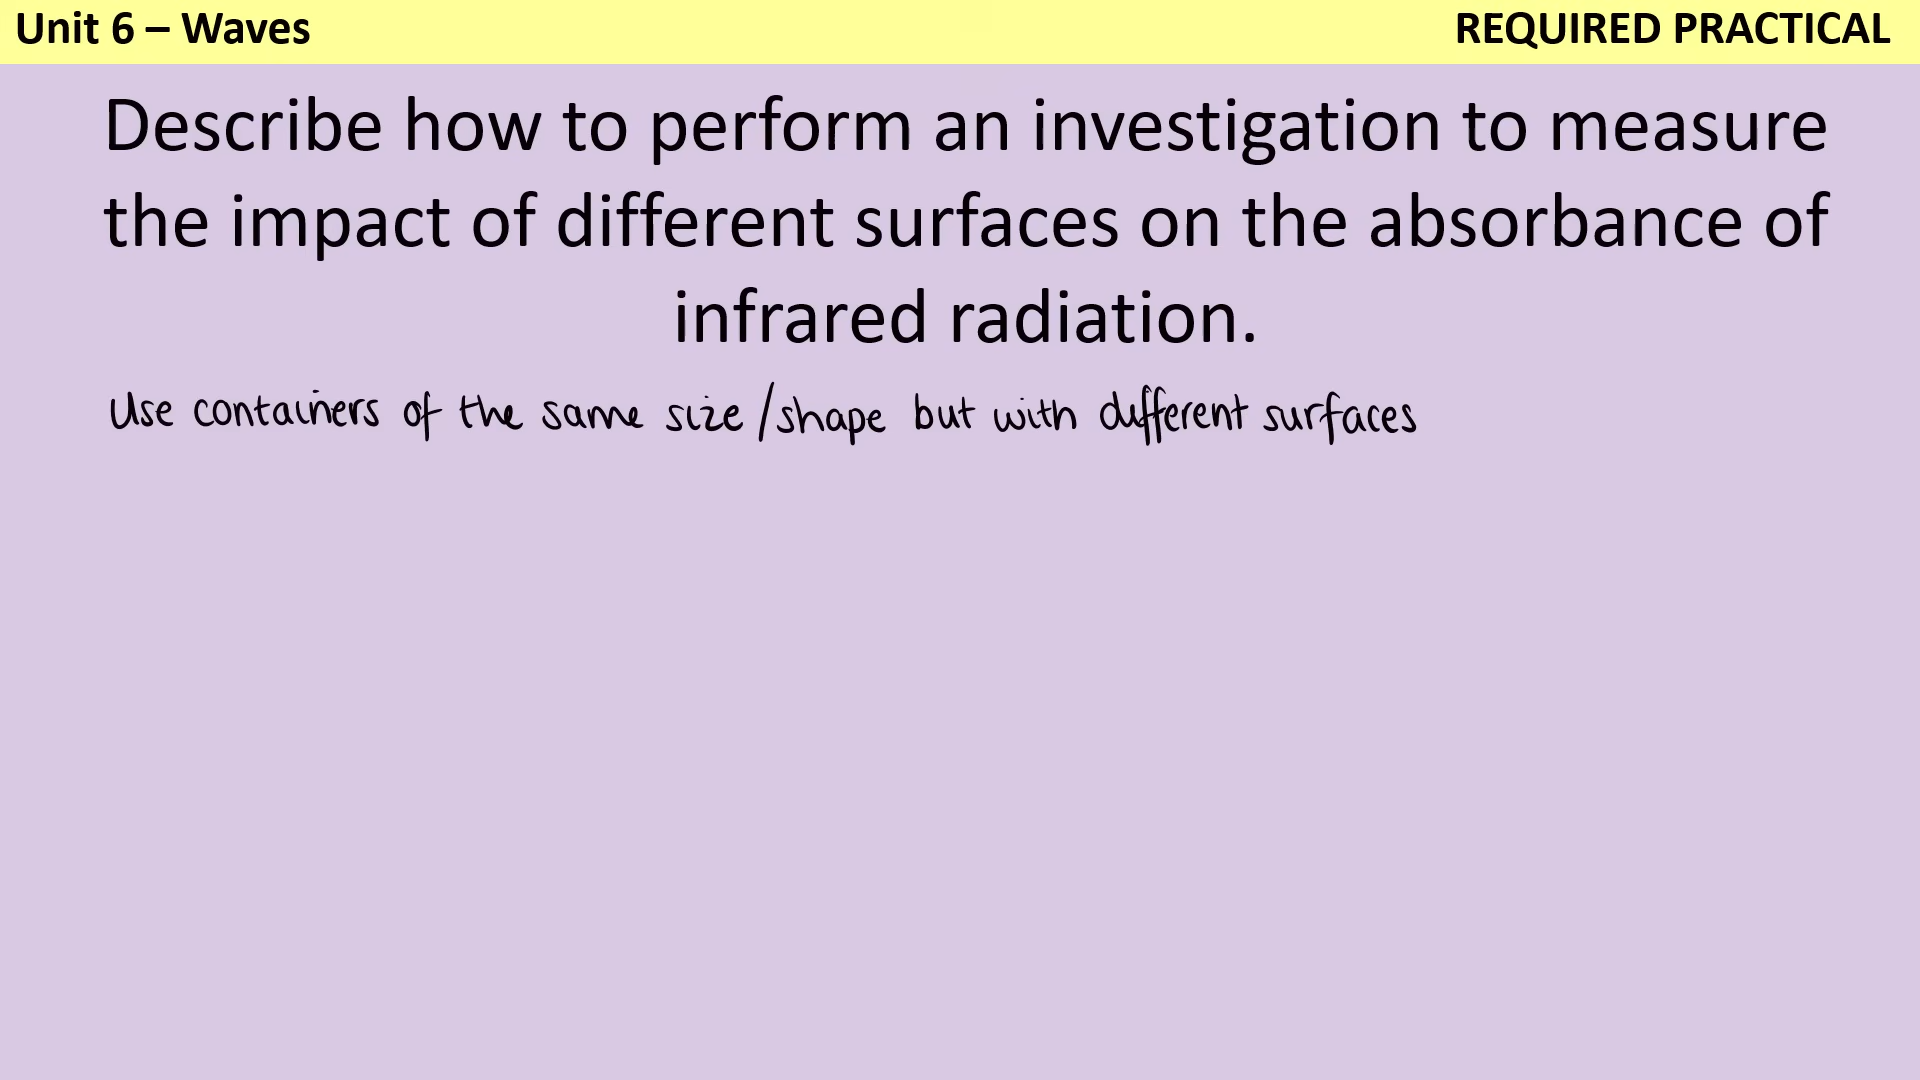 Unit 6 – Waves
REQUIRED PRACTICAL
Describe how to perform an investigation to measure
the impact of different surfaces on the absorbance of
infrared radiation.
Use containers of the same size/shape but with different surfaces